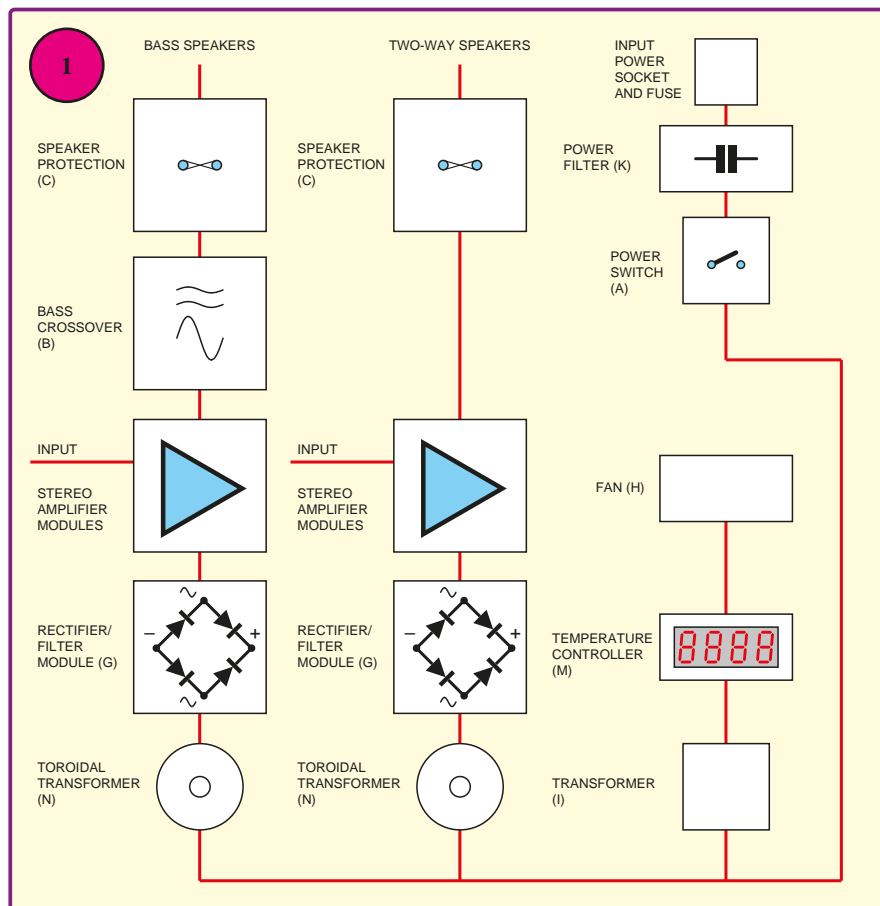 1
BASS SPEAKERS
TWO-WAY SPEAKERS
INPUT
POWER
SOCKET
AND FUSE
SPEAKER
PROTECTION
(C)
SPEAKER
PROTECTION
(C)
POWER
FILTER (K)
POWER
SWITCH
(A)
BASS
CROSSOVER
(B)
INPUT
STEREO
AMPLIFIER
MODULES
INPUT
STEREO
AMPLIFIER
MODULES
FAN (H)
RECTIFIER/
FILTER
MODULE (G)
– +
RECTIFIER/
FILTER
MODULE (G)
– +
TEMPERATURE
CONTROLLER
(M)
8888
TOROIDAL
TRANSFORMER
(N)
TOROIDAL
TRANSFORMER
(N)
TRANSFORMER
(I)